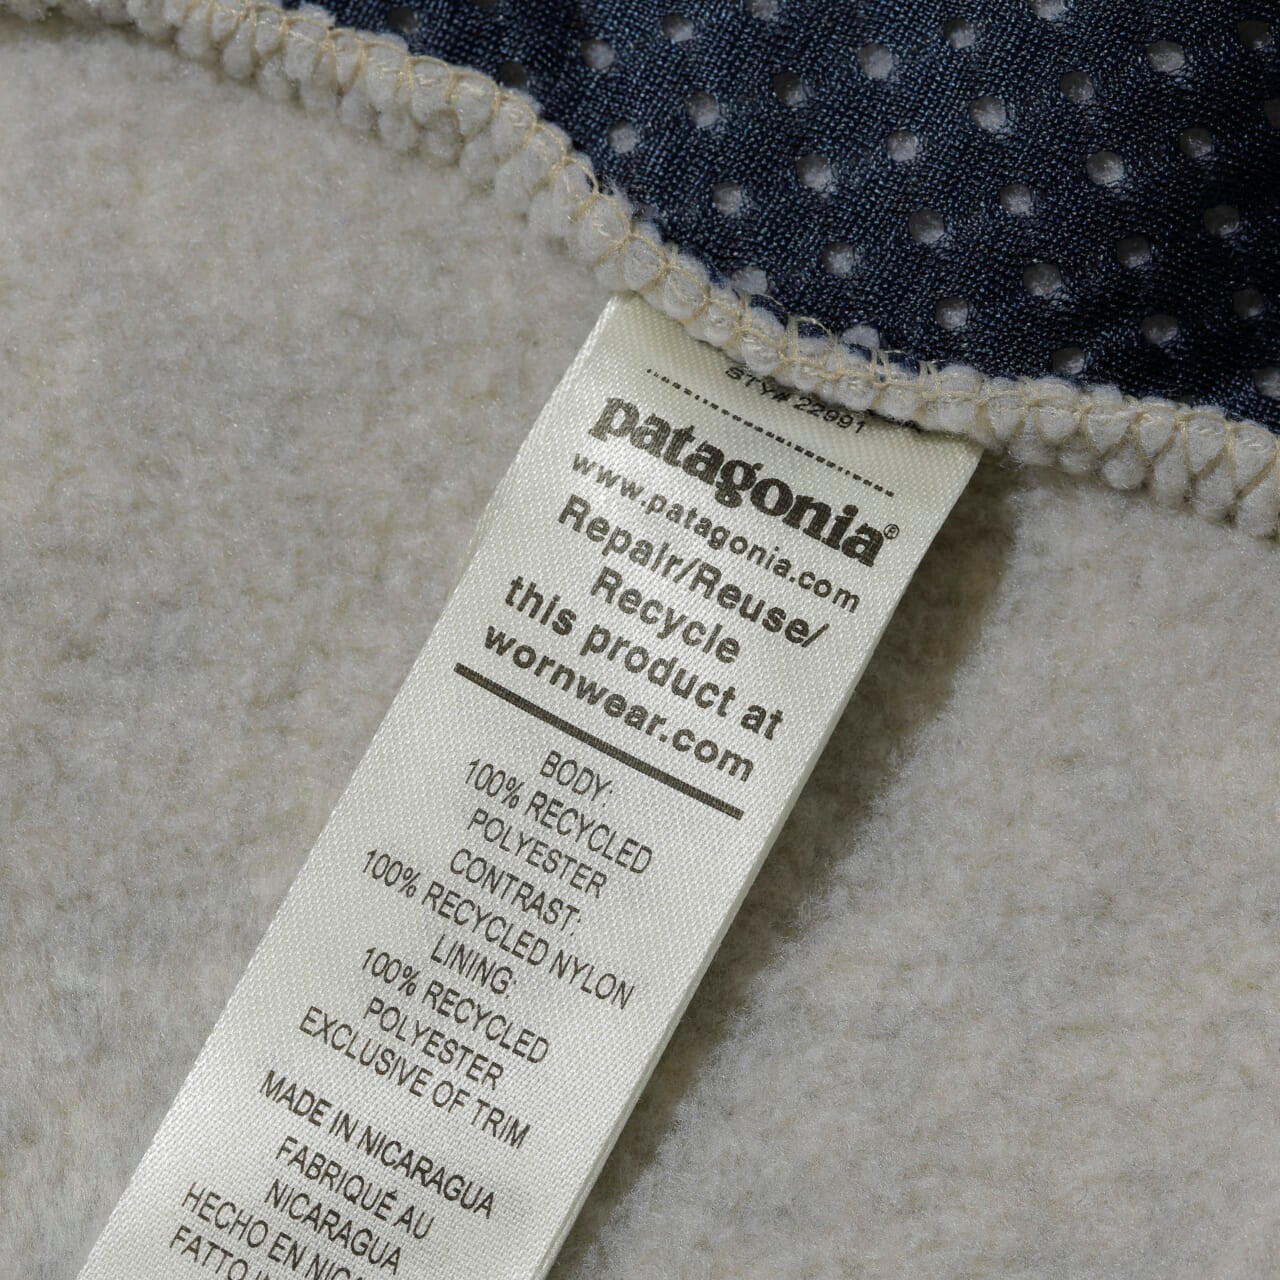 STY# 22991
patagonia®
www.patagonia.com
Repair/Reuse/
Recycle
this product at
wornwear.com
BODY:
100% RECYCLED
POLYESTER
CONTRAST:
100% RECYCLED NYLON
LINING:
100% RECYCLED
POLYESTER
EXCLUSIVE OF TRIM
MADE IN NICARAGUA
FABRIQUÉ AU
NICARAGUA
HECHO EN
FATTO